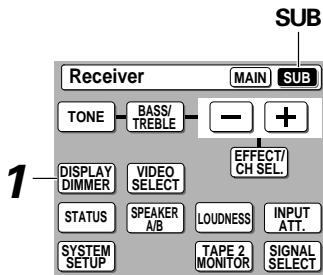 SUB
Receiver MAIN SUB
TONE BASS/ TREBLE − +
EFFECT/ CH SEL.
1 DISPLAY DIMMER VIDEO SELECT
STATUS SPEAKER A/B LOUDNESS INPUT ATT.
SYSTEM SETUP TAPE 2 MONITOR SIGNAL SELECT